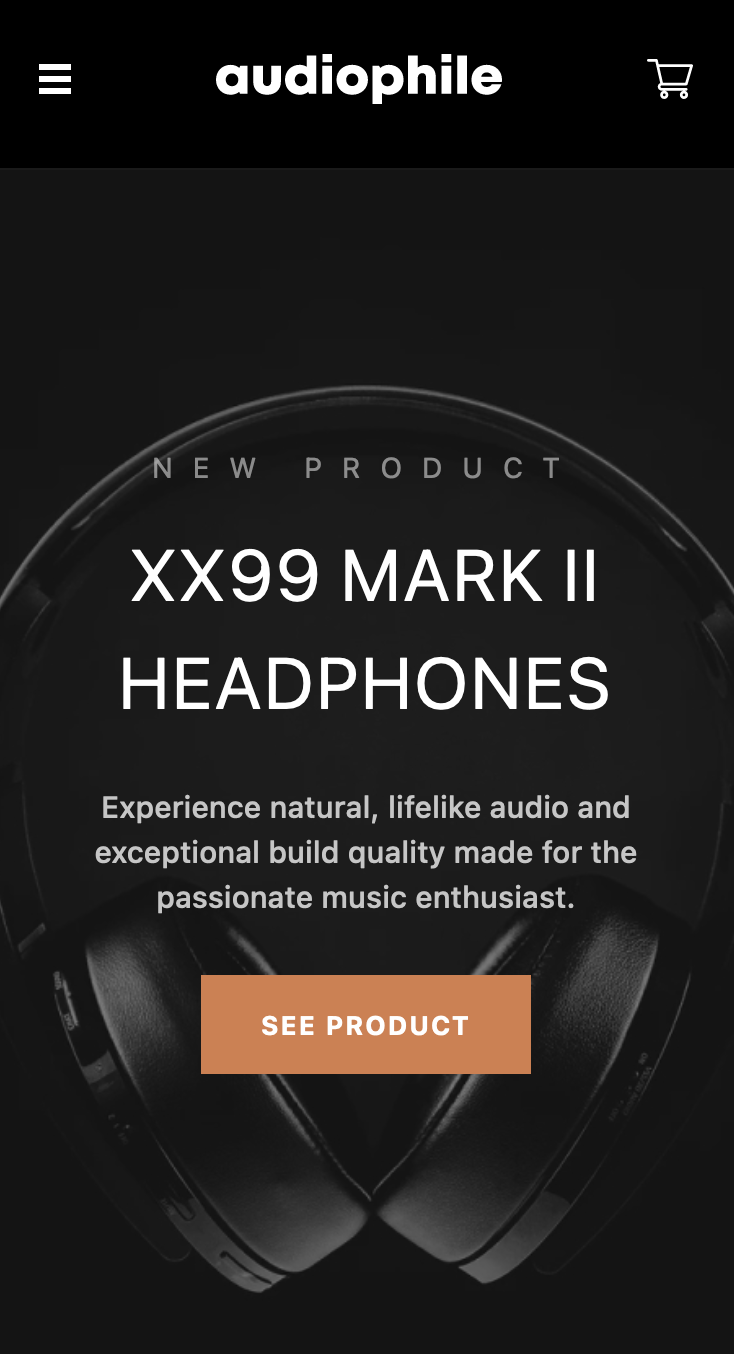 audiophile
NEW PRODUCT
XX99 MARK II
HEADPHONES
Experience natural, lifelike audio and
exceptional build quality made for the
passionate music enthusiast.
SEE PRODUCT